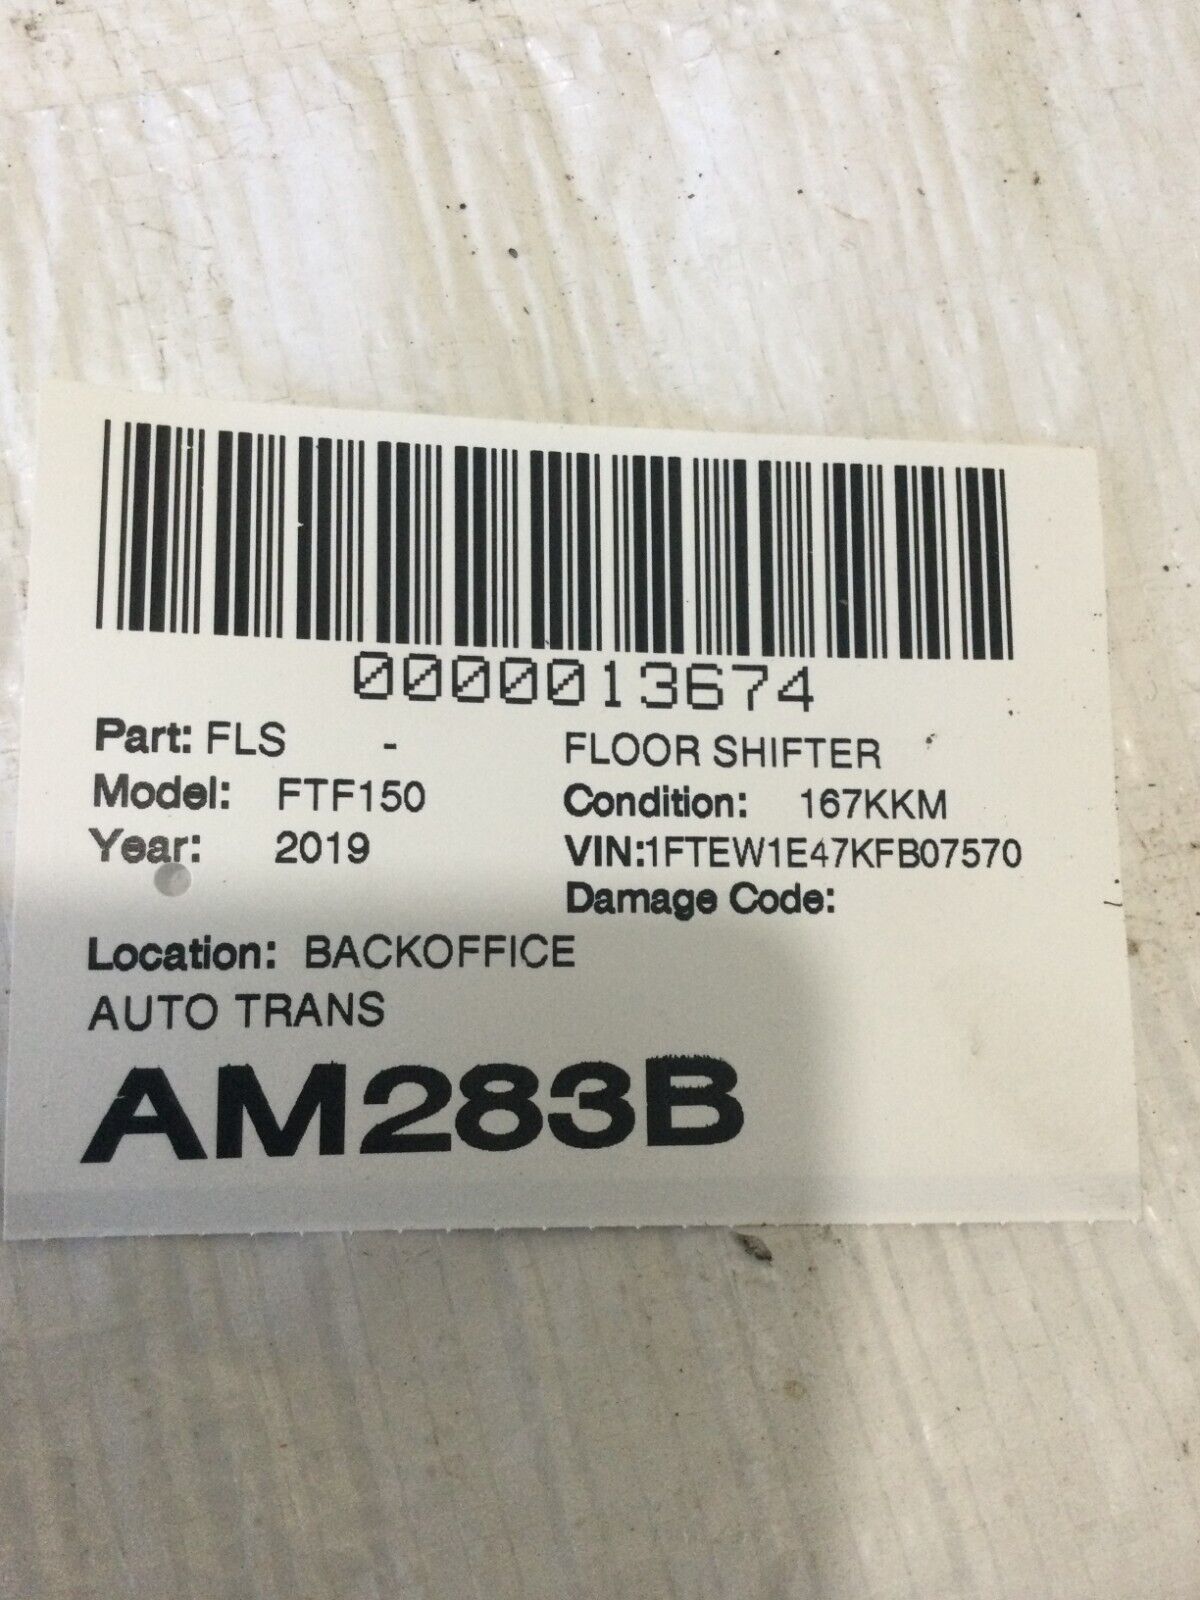 0000013674
Part: FLS - FLOOR SHIFTER
Model: FTF150 Condition: 167KKM
Year: 2019 VIN:1FTEW1E47KFB07570
Damage Code:
Location: BACKOFFICE
AUTO TRANS
AM283B